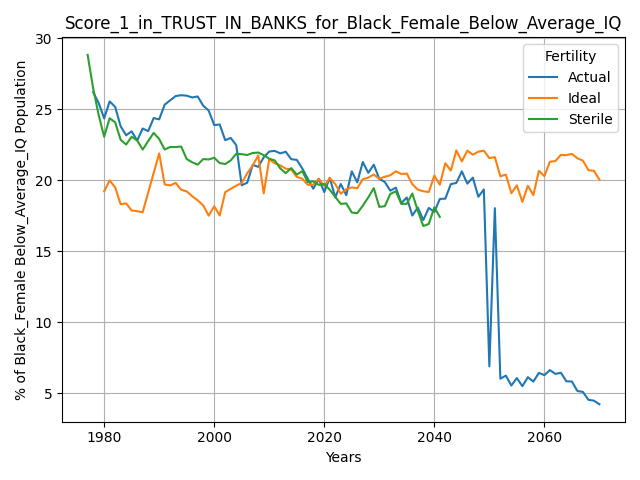 Score_1_in_TRUST_IN_BANKS_for_Black_Female_Below_Average_IQ
% of Black_Female Below_Average_IQ Population
30
25
20
15
10
5
Fertility
Actual
Ideal
Sterile
1980 2000 2020 2040 2060
Years